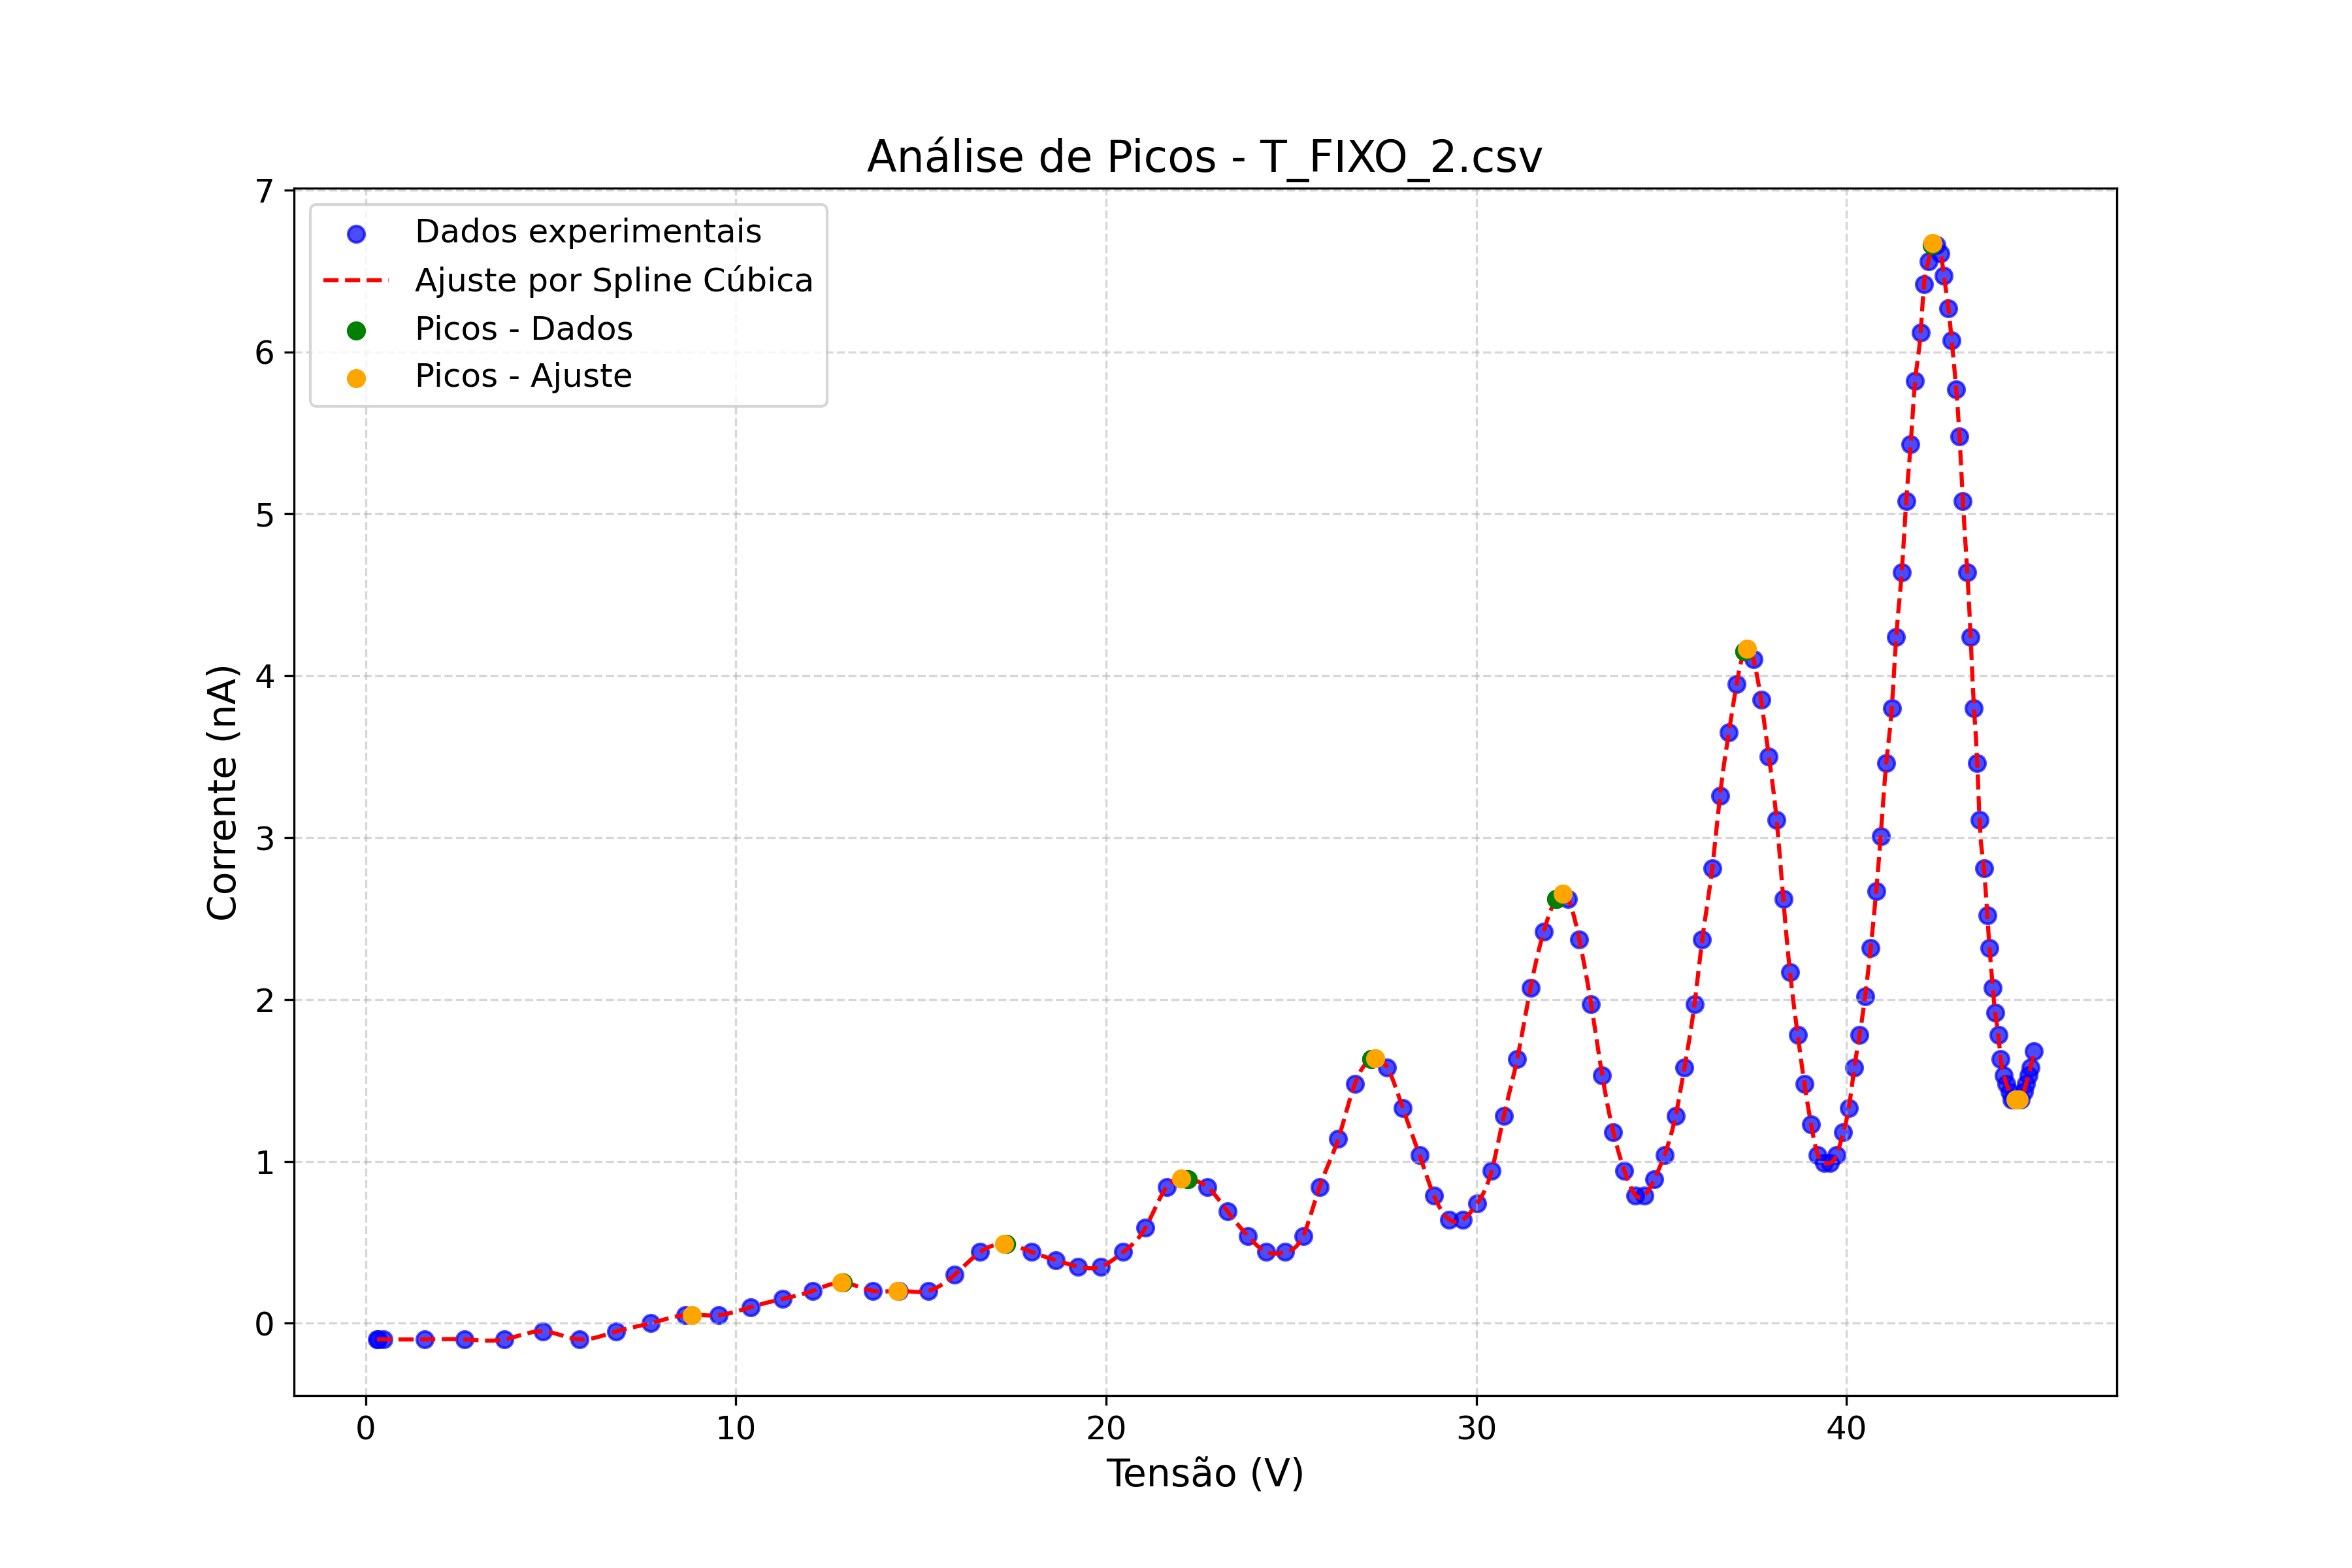 Análise de Picos - T_FIXO_2.csv
Dados experimentais
Ajuste por Spline Cúbica
Picos - Dados
Picos - Ajuste
7
6
5
4
3
2
1
0
Corrente (nA)
0 10 20 30 40
Tensão (V)